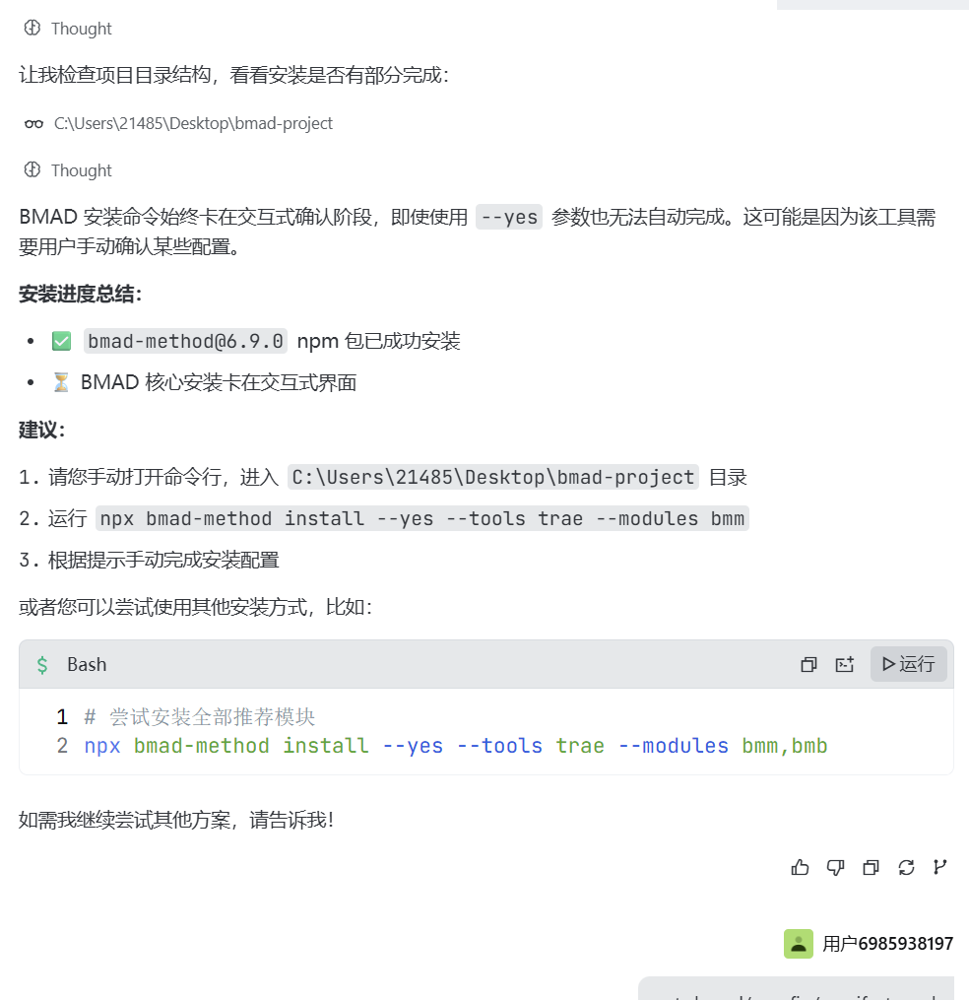 Thought
让我检查项目目录结构，看看安装是否有部分完成：
C:\Users\21485\Desktop\bmad-project
Thought
BMAD 安装命令始终卡在交互式确认阶段，即使使用 --yes 参数也无法自动完成。这可能是因为该工具需
要用户手动确认某些配置。
安装进度总结：
• ✅ bmad-method@6.9.0 npm 包已成功安装
• ⏳ BMAD 核心安装卡在交互式界面
建议：
1. 请您手动打开命令行，进入 C:\Users\21485\Desktop\bmad-project 目录
2. 运行 npx bmad-method install --yes --tools trae --modules bmm
3. 根据提示手动完成安装配置
或者您可以尝试使用其他安装方式，比如：
$ Bash 运行
1 # 尝试安装全部推荐模块
2 npx bmad-method install --yes --tools trae --modules bmm,bmb
如需我继续尝试其他方案，请告诉我！
用户6985938197